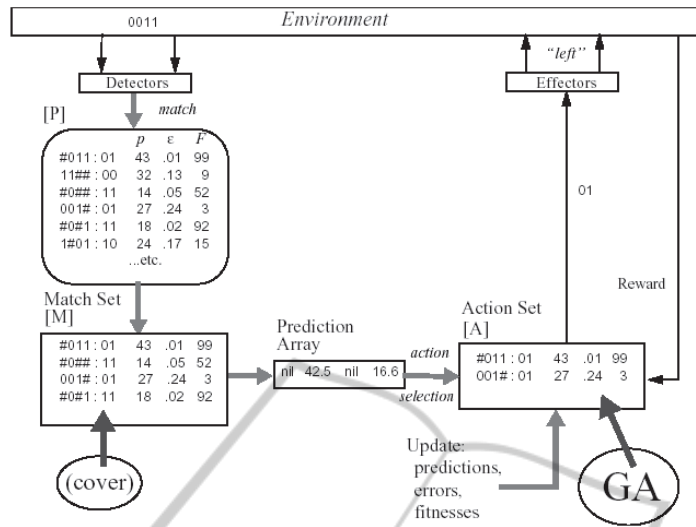 0011
Environment
"left"
Detectors
Effectors
[P]
match
p ε F
#011 : 01 43 .01 99
11## : 00 32 .13 9
#0## : 11 14 .05 52
001# : 01 27 .24 3
#0#1 : 11 18 .02 92
1#01 : 10 24 .17 15
...etc.
01
Reward
Match Set
[M]
#011 : 01 43 .01 99
#0## : 11 14 .05 52
001# : 01 27 .24 3
#0#1 : 11 18 .02 92
Prediction
Array
nil 42.5 nil 16.6
action
selection
Action Set
[A]
#011 : 01 43 .01 99
001# : 01 27 .24 3
(cover)
Update:
predictions,
errors,
fitnesses
GA